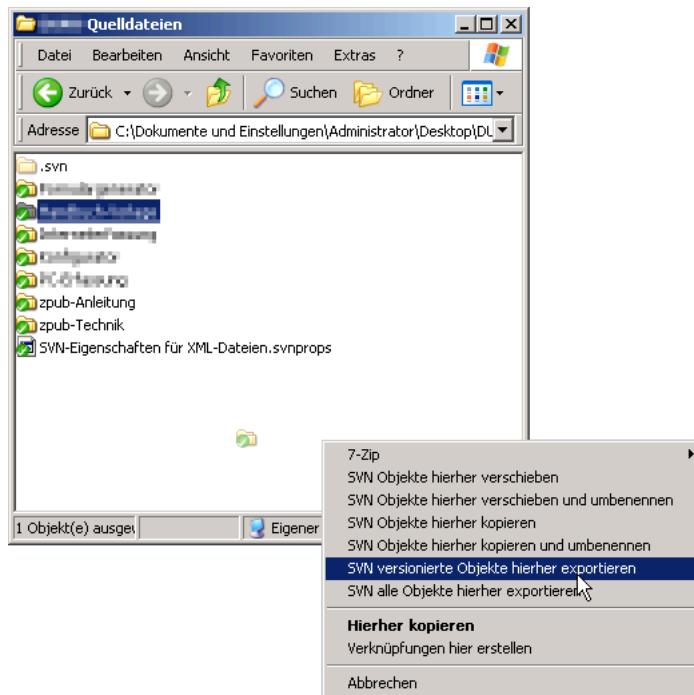 Quelldateien
Datei Bearbeiten Ansicht Favoriten Extras ?
Zurück Suchen Ordner
Adresse C:\Dokumente und Einstellungen\Administrator\Desktop\DL
.svn
zpub-Anleitung
zpub-Technik
SVN-Eigenschaften für XML-Dateien.svnprops
1 Objekt(e) ausgew Eigener
7-Zip
SVN Objekte hierher verschieben
SVN Objekte hierher verschieben und umbenennen
SVN Objekte hierher kopieren
SVN Objekte hierher kopieren und umbenennen
SVN versionierte Objekte hierher exportieren
SVN alle Objekte hierher exportieren
Hierher kopieren
Verknüpfungen hier erstellen
Abbrechen